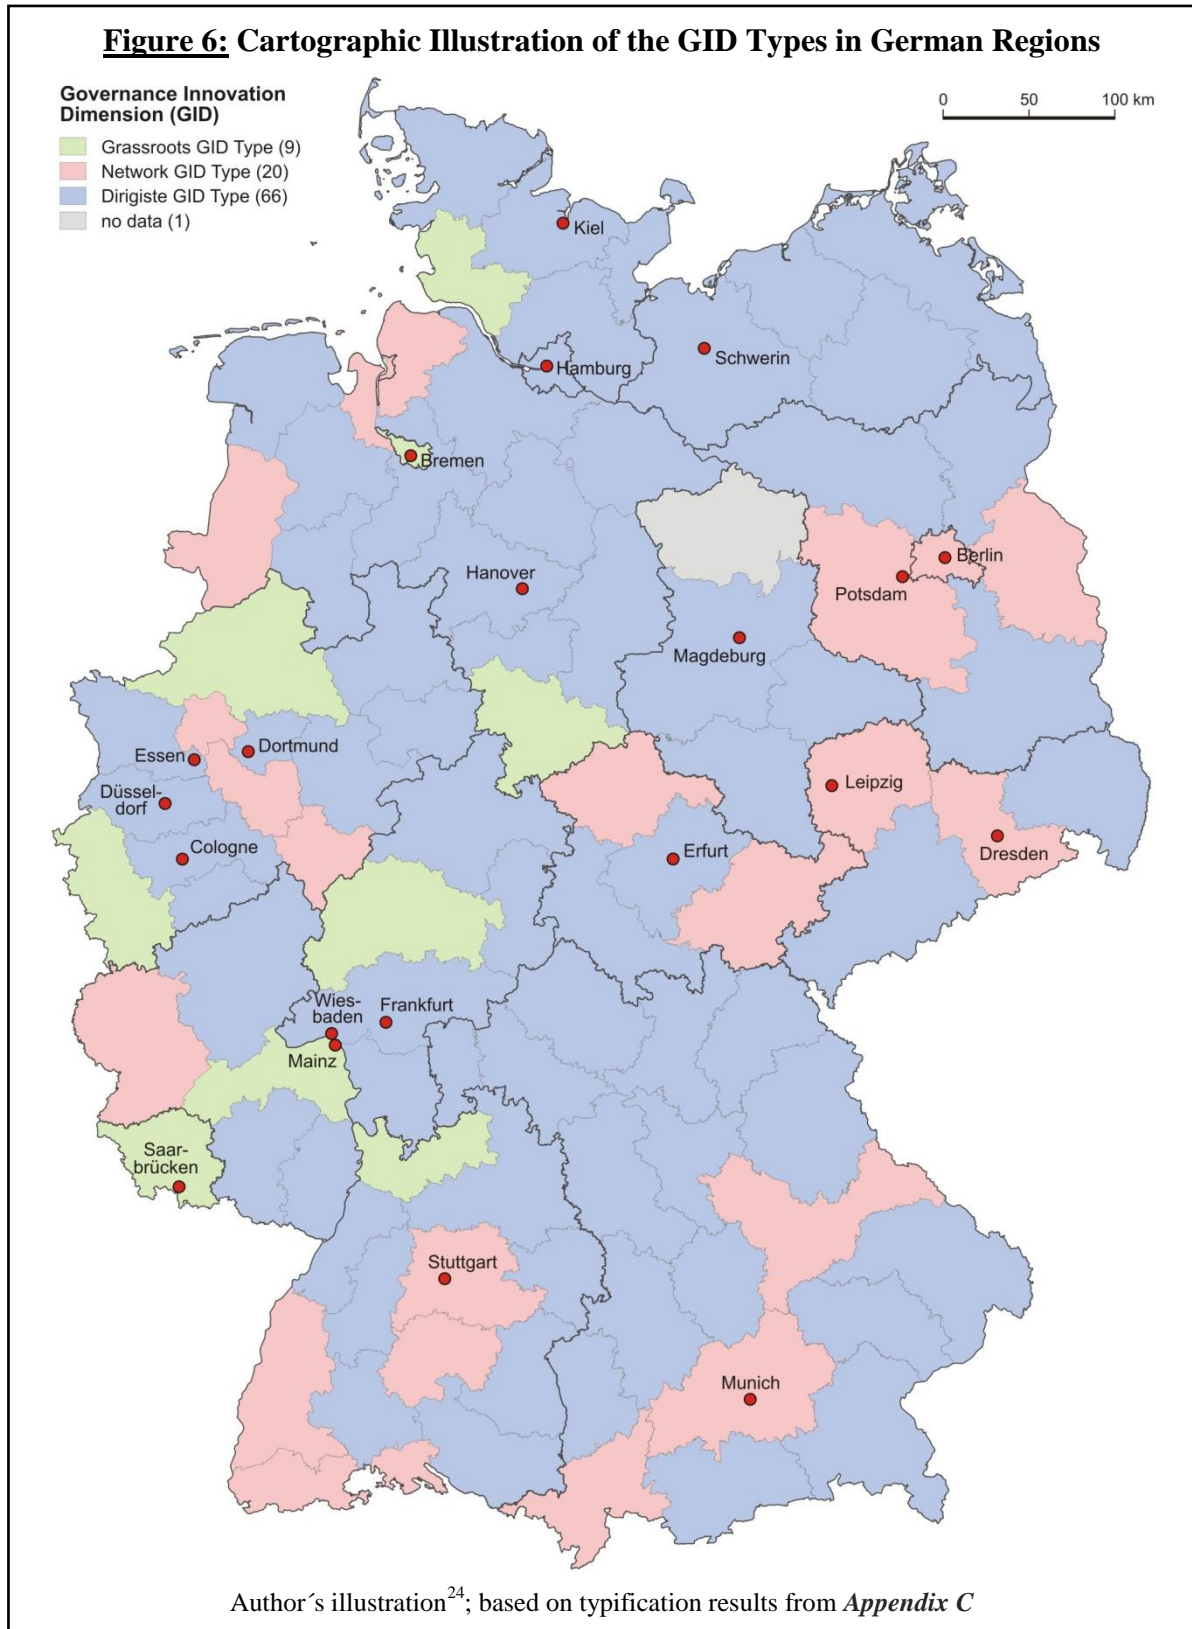 Figure 6: Cartographic Illustration of the GID Types in German Regions
Governance Innovation
Dimension (GID)
Grassroots GID Type (9)
Network GID Type (20)
Dirigiste GID Type (66)
no data (1)
0 50 100 km
Kiel
Schwerin
Hamburg
Bremen
Berlin
Hanover
Potsdam
Magdeburg
Dortmund
Essen
Leipzig
Düssel-
dorf
Cologne
Erfurt
Dresden
Wies-
baden
Frankfurt
Mainz
Saar-
brücken
Stuttgart
Munich
Author´s illustration24; based on typification results from Appendix C